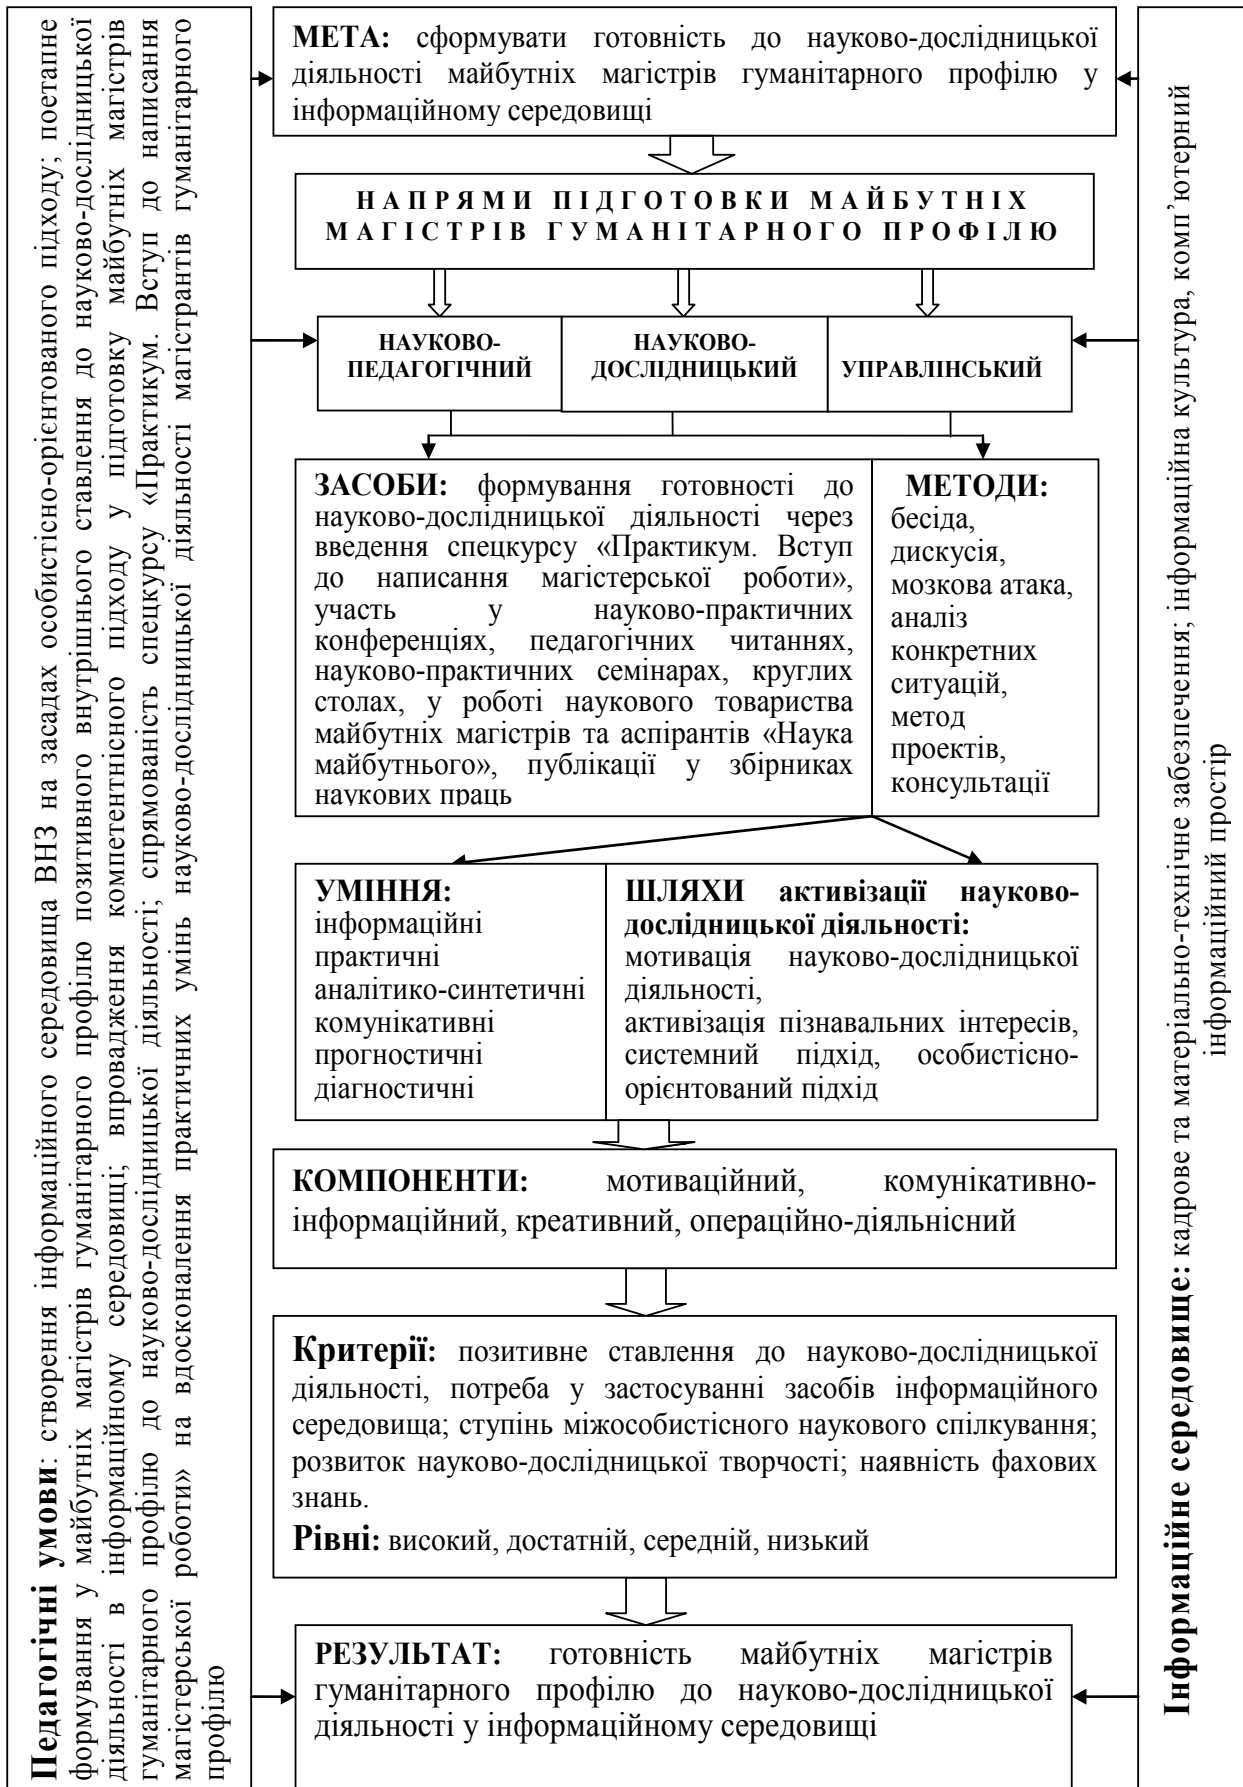 Педагогічні умови: створення інформаційного середовища ВНЗ на засадах особистісно-орієнтованого підходу; поетапне
формування у майбутніх магістрів гуманітарного профілю позитивного внутрішнього ставлення до науково-дослідницької
діяльності в інформаційному середовищі; впровадження компетентнісного підходу у підготовку майбутніх магістрів
гуманітарного профілю до науково-дослідницької діяльності; спрямованість спецкурсу «Практикум. Вступ до написання
магістерської роботи» на вдосконалення практичних умінь науково-дослідницької діяльності магістрантів гуманітарного
профілю
МЕТА: сформувати готовність до науково-дослідницької
діяльності майбутніх магістрів гуманітарного профілю у
інформаційному середовищі
НАПРЯМИ ПІДГОТОВКИ МАЙБУТНІХ
МАГІСТРІВ ГУМАНІТАРНОГО ПРОФІЛЮ
НАУКОВО-
ПЕДАГОГІЧНИЙ
НАУКОВО-
ДОСЛІДНИЦЬКИЙ
УПРАВЛІНСЬКИЙ
ЗАСОБИ: формування готовності до
науково-дослідницької діяльності через
введення спецкурсу «Практикум. Вступ
до написання магістерської роботи»,
участь у науково-практичних
конференціях, педагогічних читаннях,
науково-практичних семінарах, круглих
столах, у роботі наукового товариства
майбутніх магістрів та аспірантів «Наука
майбутнього», публікації у збірниках
наукових праць
МЕТОДИ:
бесіда,
дискусія,
мозкова атака,
аналіз
конкретних
ситуацій,
метод
проектів,
консультації
УМІННЯ:
інформаційні
практичні
аналітико-синтетичні
комунікативні
прогностичні
діагностичні
ШЛЯХИ активізації науково-
дослідницької діяльності:
мотивація науково-дослідницької
діяльності,
активізація пізнавальних інтересів,
системний підхід, особистісно-
орієнтований підхід
КОМПОНЕНТИ: мотиваційний, комунікативно-
інформаційний, креативний, операційно-діяльнісний
Критерії: позитивне ставлення до науково-дослідницької
діяльності, потреба у застосуванні засобів інформаційного
середовища; ступінь міжособистісного наукового спілкування;
розвиток науково-дослідницької творчості; наявність фахових
знань.
Рівні: високий, достатній, середній, низький
РЕЗУЛЬТАТ: готовність майбутніх магістрів
гуманітарного профілю до науково-дослідницької
діяльності у інформаційному середовищі
Інформаційне середовище: кадрове та матеріально-технічне забезпечення; інформаційна культура, комп'ютерний
інформаційний простір